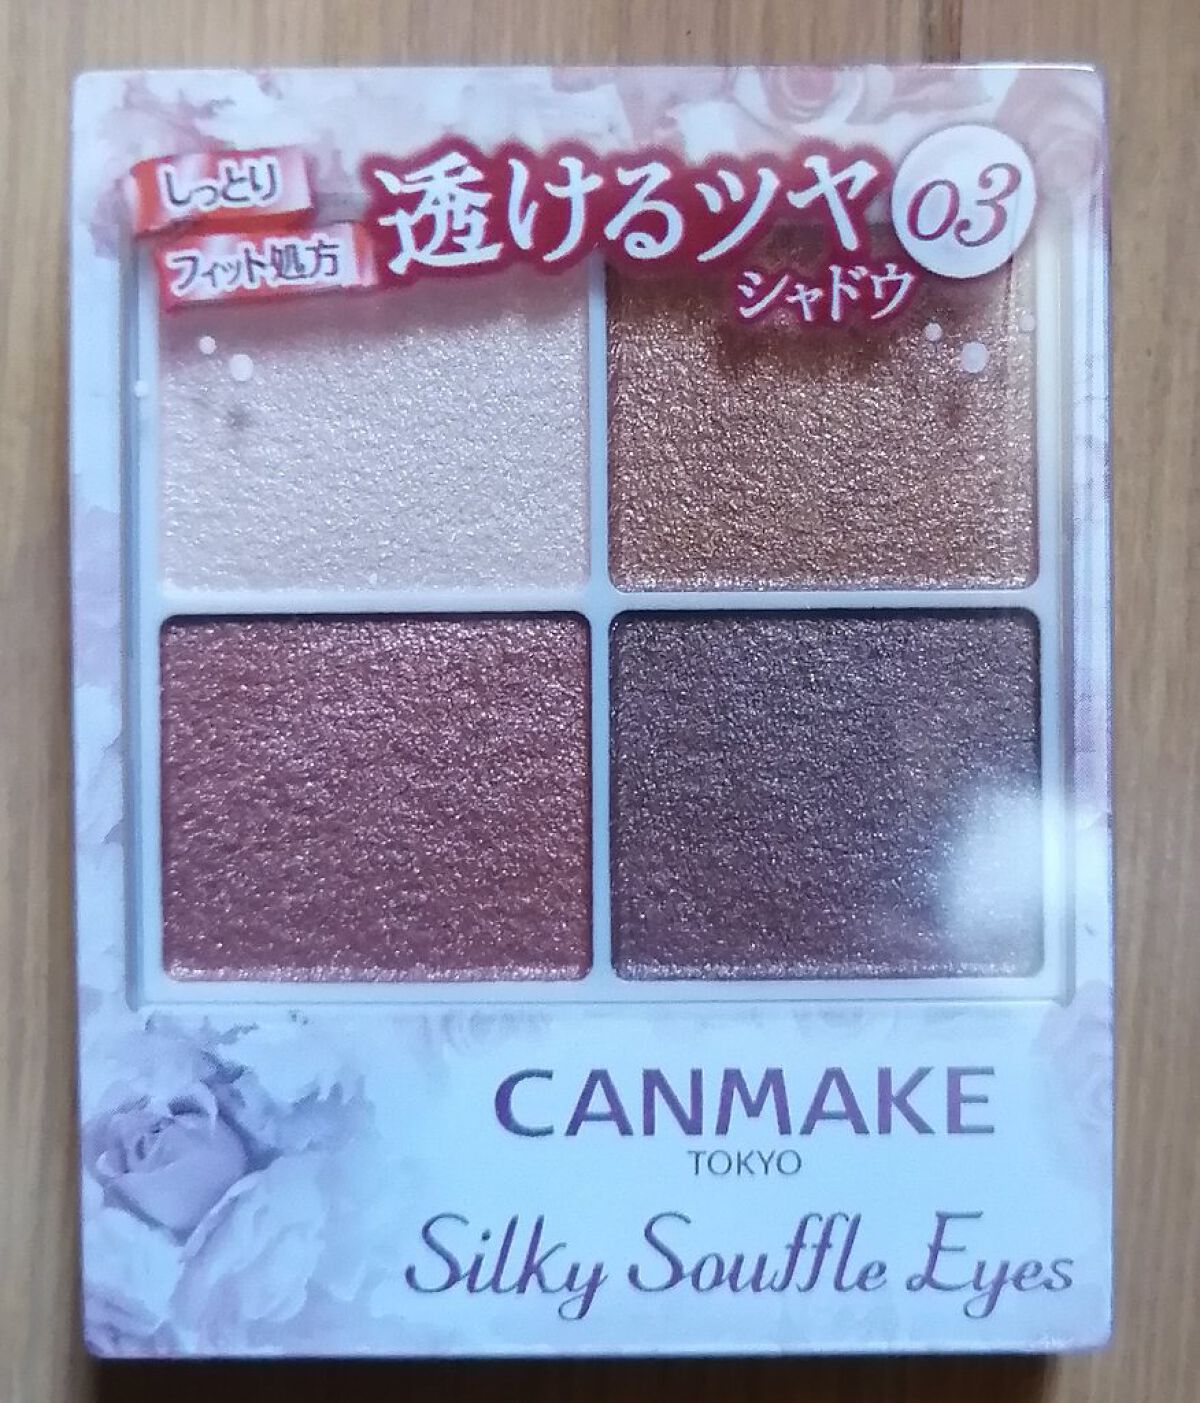 しっとり
フィット処方
透けるツヤ
シャドウ
03
CANMAKE
TOKYO
Silky Souffle Eyes